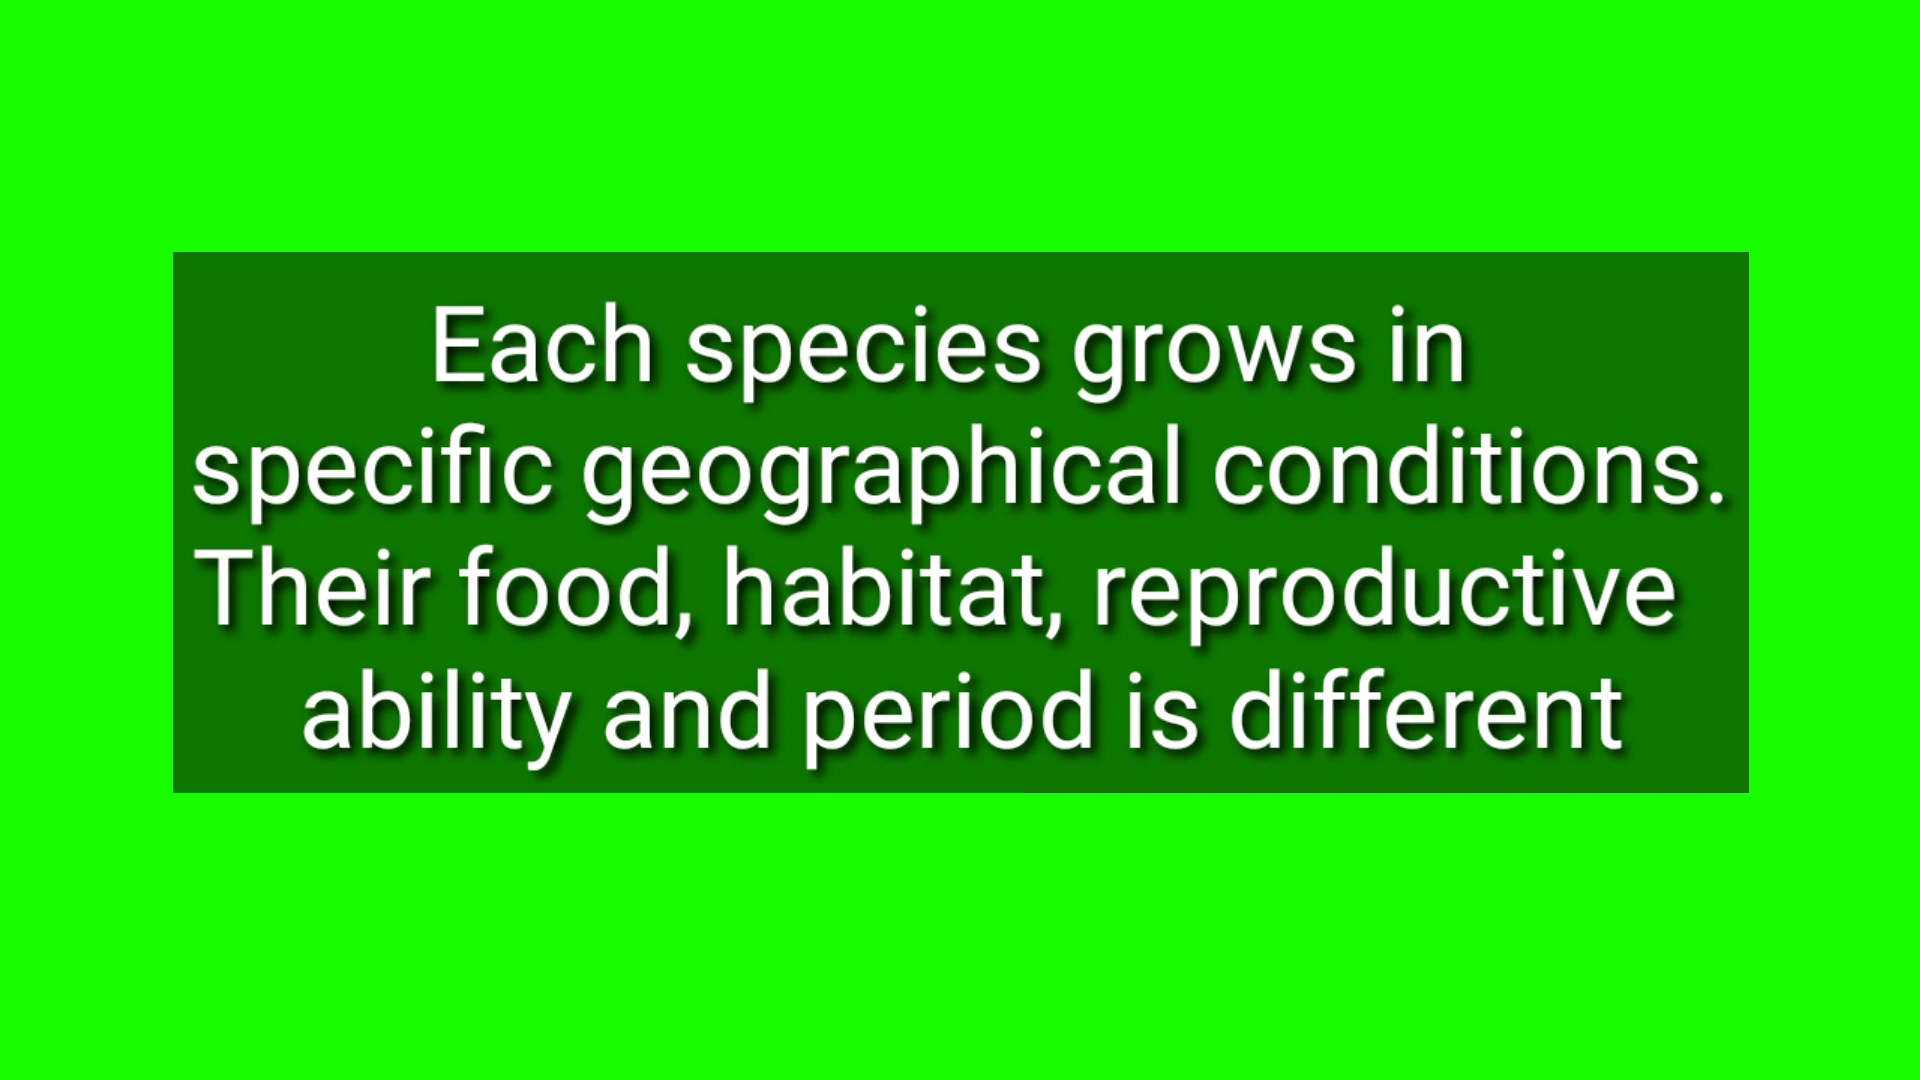 Each species grows in
specific geographical conditions.
Their food, habitat, reproductive
ability and period is different